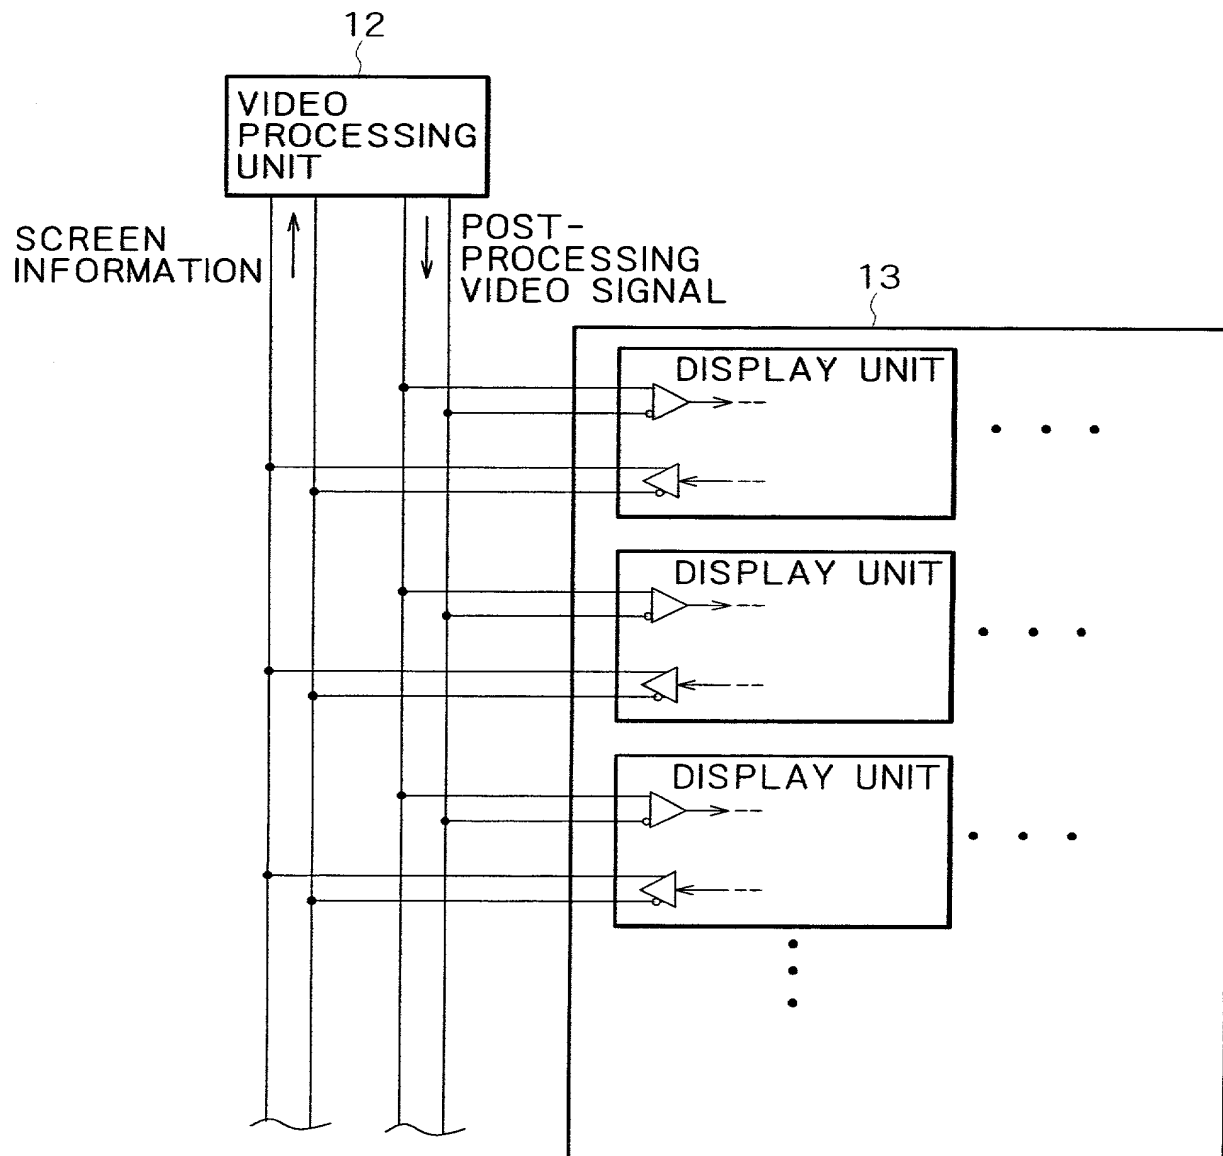 12
VIDEO
PROCESSING
UNIT
SCREEN
INFORMATION
POST-
PROCESSING
VIDEO SIGNAL
13
DISPLAY UNIT
DISPLAY UNIT
DISPLAY UNIT